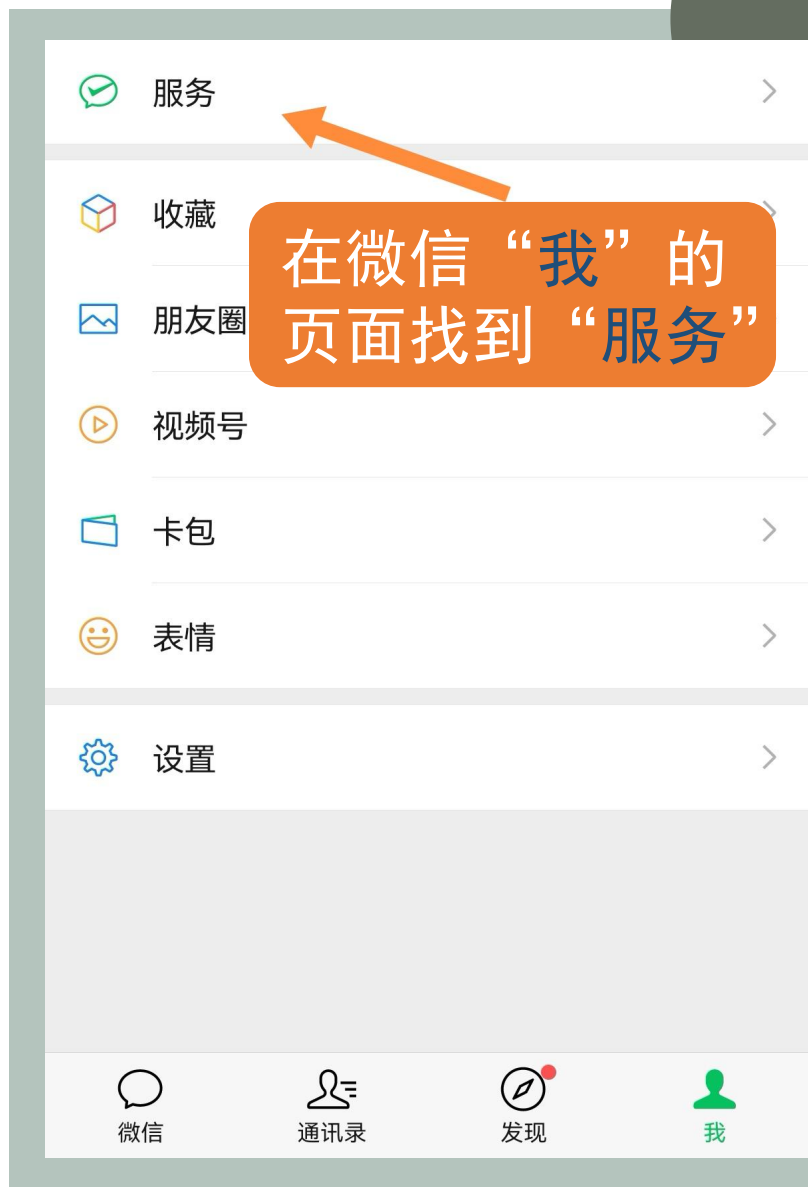 服务
收藏
在微信“我”的
页面找到“服务”
朋友圈
视频号
卡包
表情
设置
微信 通讯录 发现 我